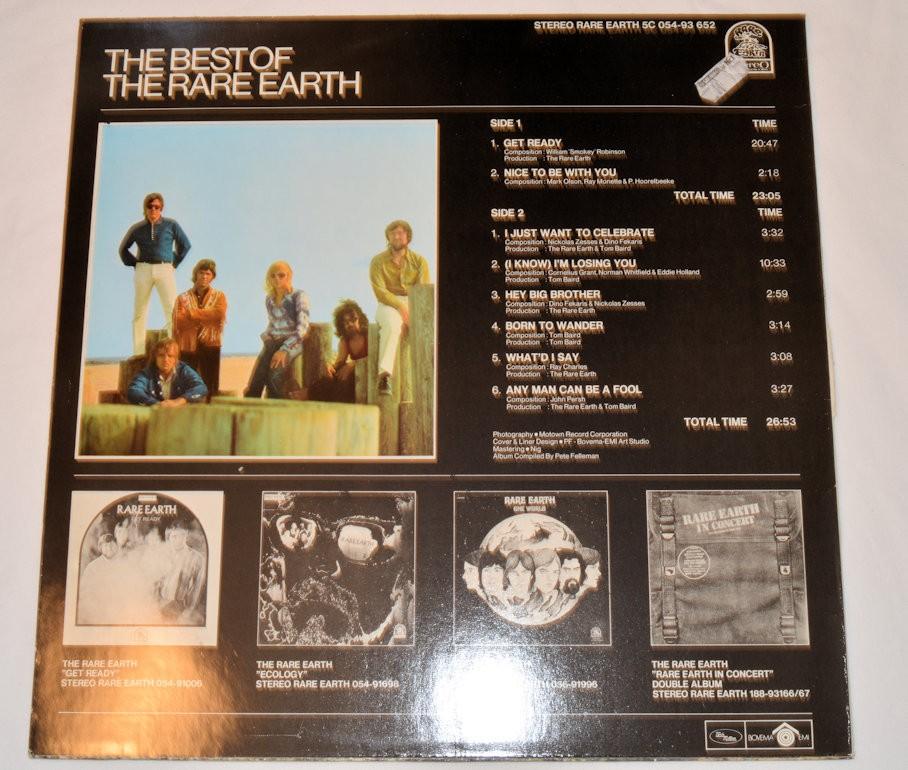 STEREO RARE EARTH 5C 054-93 652
RARE
EARTH
THE BEST OF
THE RARE EARTH
SIDE 1 TIME
1. GET READY 20:47
Composition : William 'Smokey' Robinson
Production : The Rare Earth
2. NICE TO BE WITH YOU 2:18
Composition : Mark Olson, Ray Monette & P. Hoorelbeeke
TOTAL TIME 23:05
SIDE 2 TIME
1. I JUST WANT TO CELEBRATE 3:32
Composition : Nickolas Zesses & Dino Fekaris
Production : The Rare Earth & Tom Baird
2. (I KNOW) I'M LOSING YOU 10:33
Composition : Cornelius Grant, Norman Whitfield & Eddie Holland
Production : Tom Baird
3. HEY BIG BROTHER 2:59
Composition : Dino Fekaris & Nickolas Zesses
Production : The Rare Earth
4. BORN TO WANDER 3:14
Composition : Tom Baird
Production : Tom Baird
5. WHAT'D I SAY 3:08
Composition : Ray Charles
Production : The Rare Earth
6. ANY MAN CAN BE A FOOL 3:27
Composition : John Persh
Production : The Rare Earth & Tom Baird
TOTAL TIME 26:53
Photography • Motown Record Corporation
Cover & Liner Design • PF - Bovema-EMI Art Studio
Mastering • Nig
Album Compiled By Pete Felleman
RARE EARTH
GET READY
RARE EARTH
RARE EARTH
ONE WORLD
RARE EARTH
IN CONCERT
THE RARE EARTH
"GET READY"
STEREO RARE EARTH 054-91006
THE RARE EARTH
"ECOLOGY"
STEREO RARE EARTH 054-91698
056-91996
THE RARE EARTH
"RARE EARTH IN CONCERT"
DOUBLE ALBUM
STEREO RARE EARTH 188-93166/67
BOVEMA EMI